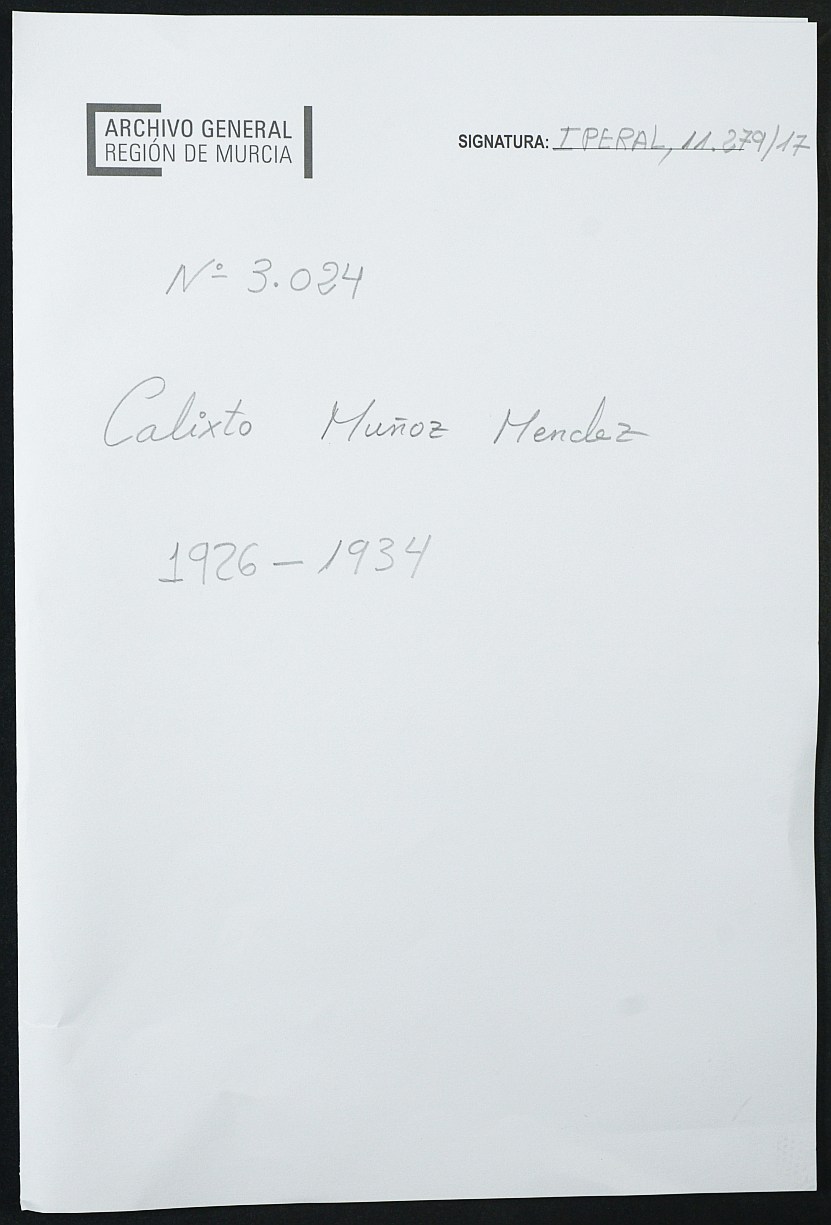 ARCHIVO GENERAL
REGIÓN DE MURCIA
SIGNATURA: IPERAL, 11.279/17
Nº 3.024
Calixto Muñoz Mendez
1926 – 1934